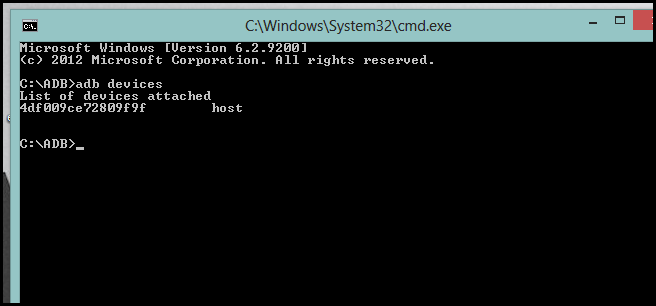 C:\Windows\System32\cmd.exe
Microsoft Windows [Version 6.2.9200]
(c) 2012 Microsoft Corporation. All rights reserved.
C:\ADB>adb devices
List of devices attached
4df009ce72809f9f        host
C:\ADB>_